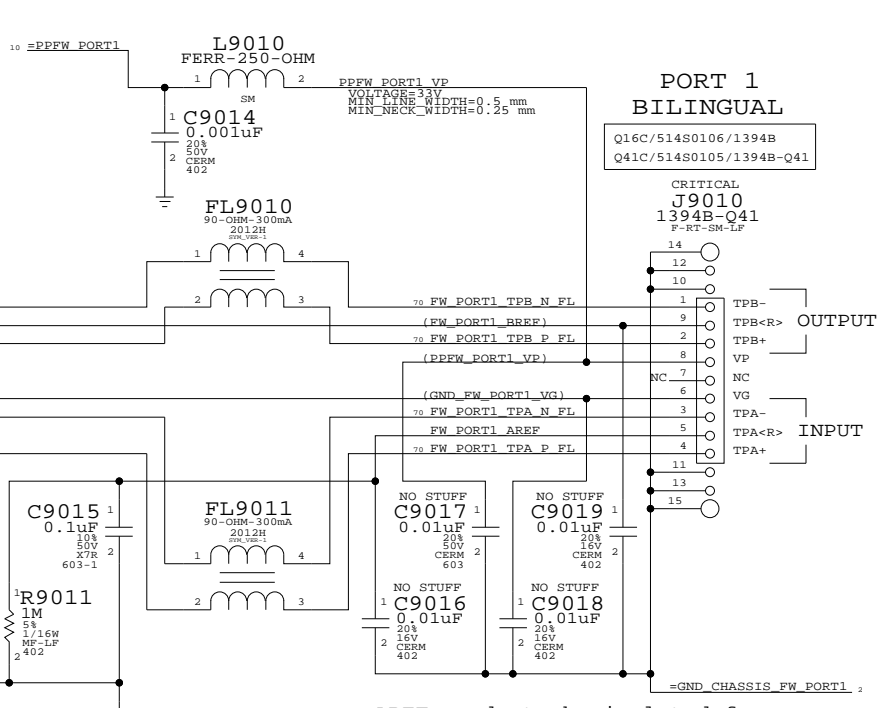 10 =PPFW_PORT1
L9010
FERR-250-OHM
1 2
SM
PPFW_PORT1_VP
VOLTAGE=33V
MIN_LINE_WIDTH=0.5 mm
MIN_NECK_WIDTH=0.25 mm
1 C9014
0.001uF
20%
50V
2 CERM
402
PORT 1
BILINGUAL
Q16C/514S0106/1394B
Q41C/514S0105/1394B-Q41
CRITICAL
J9010
1394B-Q41
F-RT-SM-LF
FL9010
90-OHM-300mA
2012H
SYM_VER-1
1 4
2 3
14
12
10
70 FW_PORT1_TPB_N_FL 1 TPB-
(FW_PORT1_BREF) 9 TPB<R>
OUTPUT
70 FW_PORT1_TPB_P_FL 2 TPB+
(PPFW_PORT1_VP) 8 VP
NC 7 NC
(GND_FW_PORT1_VG) 6 VG
70 FW_PORT1_TPA_N_FL 3 TPA-
FW_PORT1_AREF 5 TPA<R>
INPUT
70 FW_PORT1_TPA_P_FL 4 TPA+
11
13
15
C9015 1
0.1uF
10%
50V
X7R 2
603-1
FL9011
90-OHM-300mA
2012H
SYM_VER-1
1 4
2 3
NO STUFF
C9017 1
0.01uF
20%
50V
CERM 2
603
NO STUFF
C9019 1
0.01uF
20%
16V
CERM 2
402
1 R9011
1M
5%
1/16W
MF-LF
2 402
NO STUFF
1 C9016
0.01uF
20%
2 16V
CERM
402
NO STUFF
1 C9018
0.01uF
20%
2 16V
CERM
402
=GND_CHASSIS_FW_PORT1 2